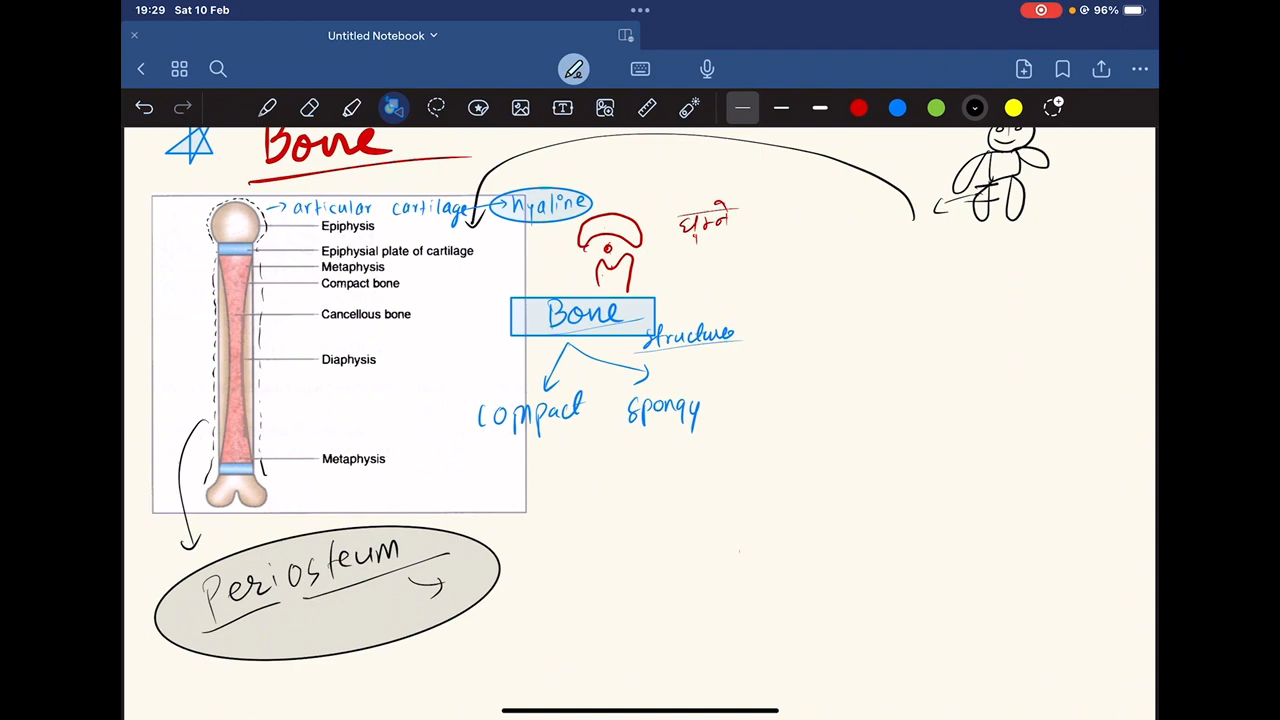 19:29 Sat 10 Feb
96%
Untitled Notebook
Bone
→ articular cartilage → hyaline
Epiphysis
Epiphysial plate of cartilage
Metaphysis
Compact bone
Cancellous bone
Diaphysis
Metaphysis
घुम्ने
Bone
structure
compact spongy
Periosteum